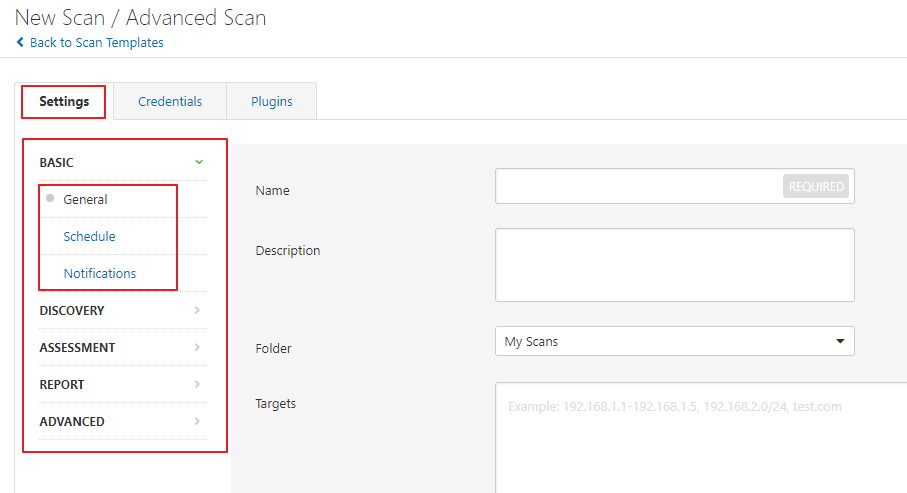 New Scan / Advanced Scan
Back to Scan Templates
Settings Credentials Plugins
BASIC
General
Schedule
Notifications
DISCOVERY
ASSESSMENT
REPORT
ADVANCED
Name REQUIRED
Description
Folder My Scans
Targets Example: 192.168.1.1-192.168.1.5, 192.168.2.0/24, test.com